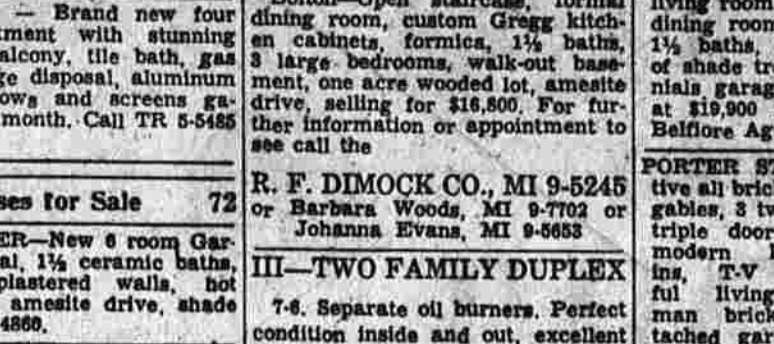 — Brand new four
tment with stunning
alcony, tile bath, gas
ge disposal, aluminum
ows and screens ga-
month. Call TR 5-5485
ses for Sale 72
ER—New 6 room Gar-
al, 1½ ceramic baths,
plastered walls, hot
amesite drive, shade
4860.
Bolton—Open staircase, formal
dining room, custom Gregg kitch-
en cabinets, formica, 1½ baths,
3 large bedrooms, walk-out base-
ment, one acre wooded lot, amesite
drive, selling for $16,800. For fur-
ther information or appointment to
see call the
R. F. DIMOCK CO., MI 9-5245
or Barbara Woods, MI 9-7702 or
Johanna Evans, MI 9-5653
III—TWO FAMILY DUPLEX
7-6. Separate oil burners. Perfect
condition inside and out, excellent
living room
dining room
1½ baths,
of shade tr
nials garag
at $19,900
Belfiore Ag
PORTER ST
tive all bric
gables, 3 tw
triple door
modern
ins, T-V
ful living
man brick
tached gar